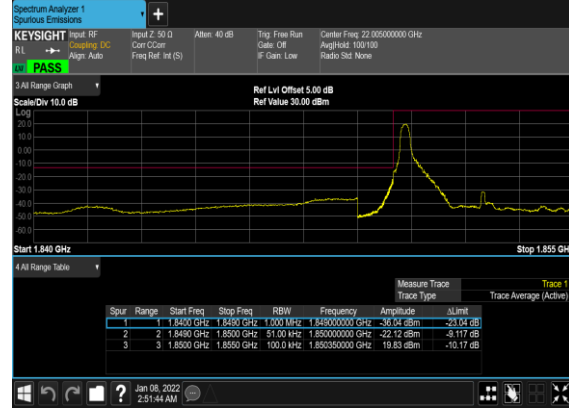 Spectrum Analyzer 1
Spurious Emissions
KEYSIGHT Input: RF Input Z: 50 Ω Atten: 40 dB Trig: Free Run Center Freq: 22.005000000 GHz
R L Coupling: DC Corr CCorr Gate: Off Avg|Hold: 100/100
Align: Auto Freq Ref: Int (S) IF Gain: Low Radio Std: None
PASS
3 All Range Graph
Ref Lvl Offset 5.00 dB
Scale/Div 10.0 dB Ref Value 30.00 dBm
Log
20.0
10.0
0.00
-10.0
-20.0
-30.0
-40.0
-50.0
-60.0
Start 1.840 GHz Stop 1.855 GH
4 All Range Table
Measure Trace Trace 1
Trace Type Trace Average (Active)
Spur Range Start Freq Stop Freq RBW Frequency Amplitude ΔLimit
1 1 1.8400 GHz 1.8490 GHz 1.000 MHz 1.849000000 GHz -36.04 dBm -23.04 dB
2 2 1.8490 GHz 1.8500 GHz 51.00 kHz 1.850000000 GHz -22.12 dBm -9.117 dB
3 3 1.8500 GHz 1.8550 GHz 100.0 kHz 1.850350000 GHz 19.83 dBm -10.17 dB
? Jan 08, 2022
2:51:44 AM